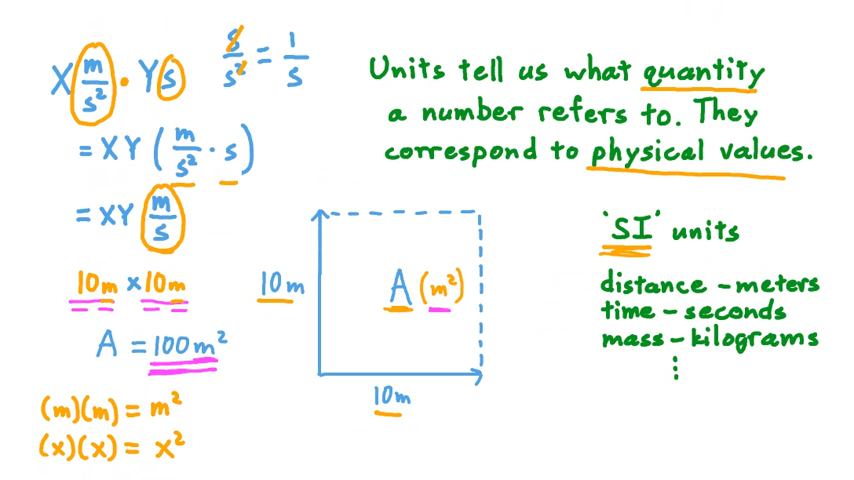 X m/s² · Y s
s/s² = 1/s
= XY (m/s² · s)
= XY m/s
10m × 10m
A = 100m²
(m)(m) = m²
(x)(x) = x²
10m
A (m²)
10m
Units tell us what quantity
a number refers to. They
correspond to physical values.
'SI' units
distance – meters
time – seconds
mass – kilograms
⋮